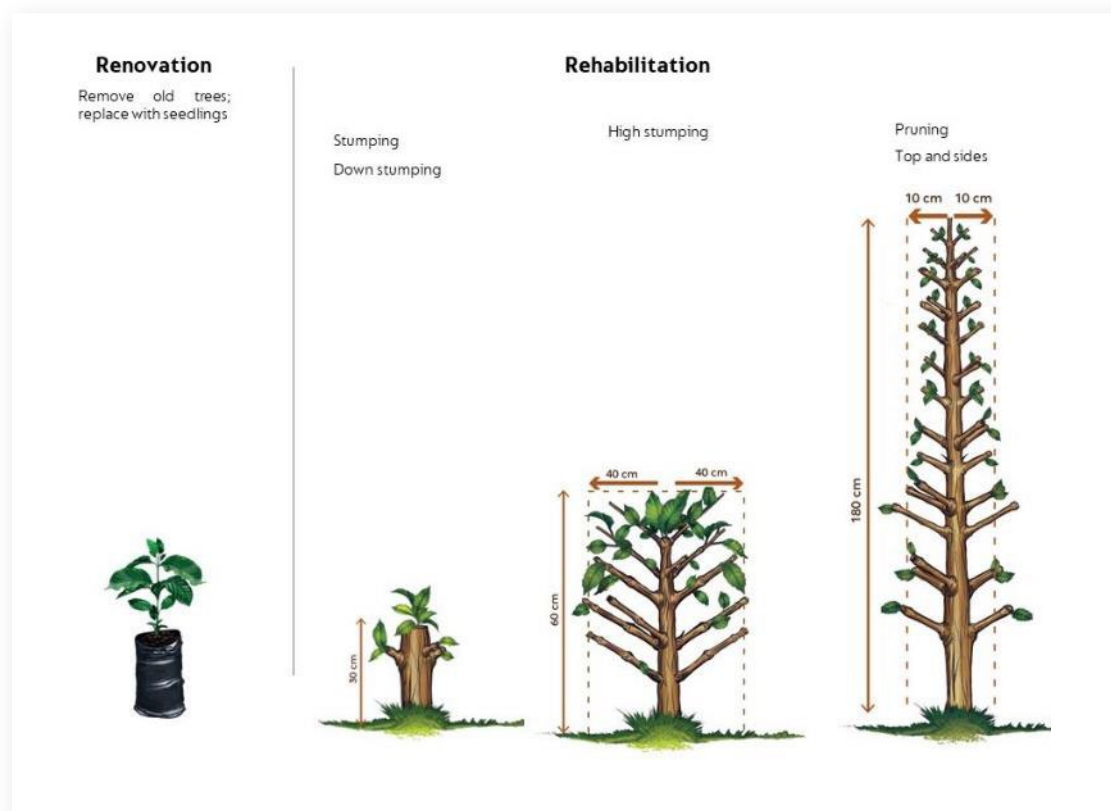 Renovation
Remove old trees;
replace with seedlings
Rehabilitation
Stumping
Down stumping
High stumping
Pruning
Top and sides
30 cm
40 cm 40 cm
60 cm
10 cm 10 cm
180 cm